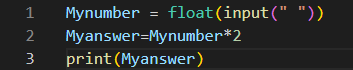 1 Mynumber = float(input(" "))
2 Myanswer=Mynumber*2
3 print(Myanswer)